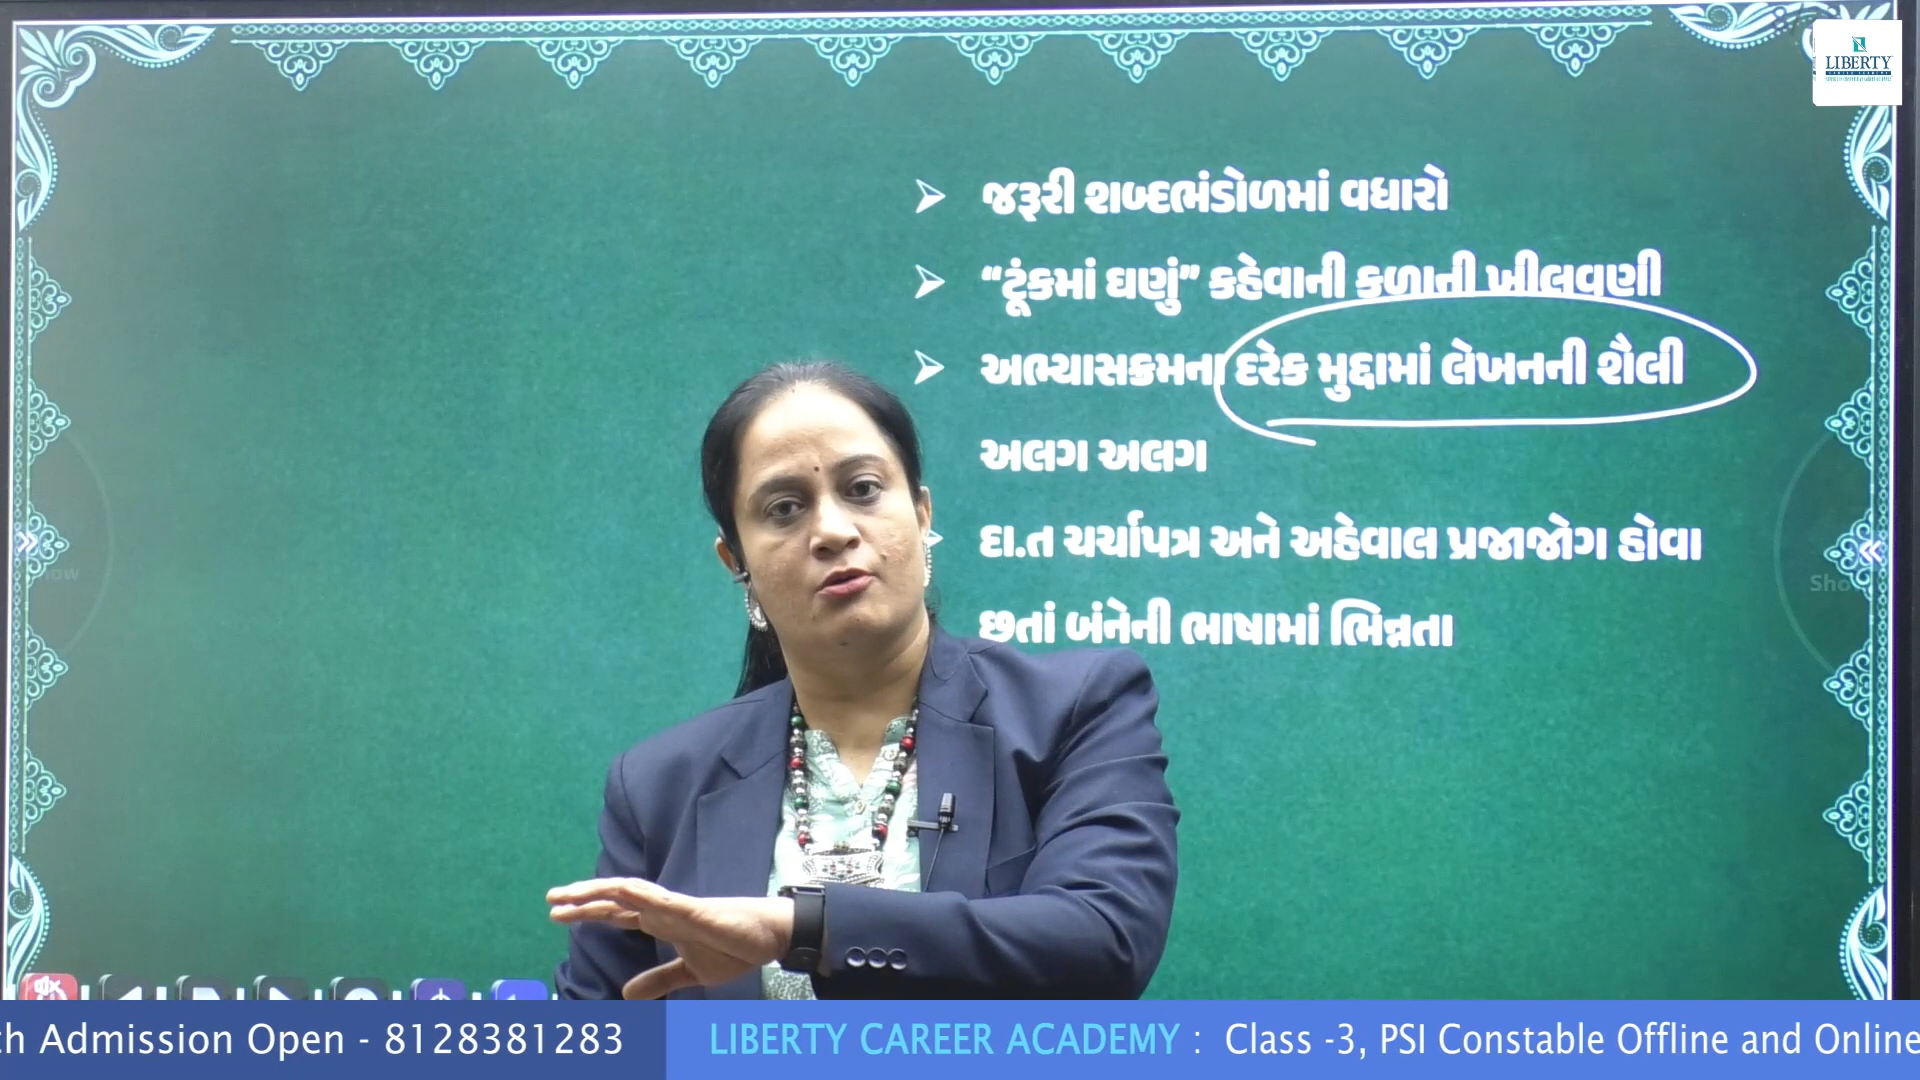 LIBERTY
જરૂરી શબ્દભંડોળમાં વધારો
“ટૂંકમાં ઘણું” કહેવાની કળાની ખીલવણી
અભ્યાસક્રમના દરેક મુદ્દામાં લેખનની શૈલી
અલગ અલગ
દા.ત ચર્ચાપત્ર અને અહેવાલ પ્રજાજોગ હોવા
છતાં બંનેની ભાષામાં ભિન્નતા
ch Admission Open - 8128381283
LIBERTY CAREER ACADEMY : Class -3, PSI Constable Offline and Online